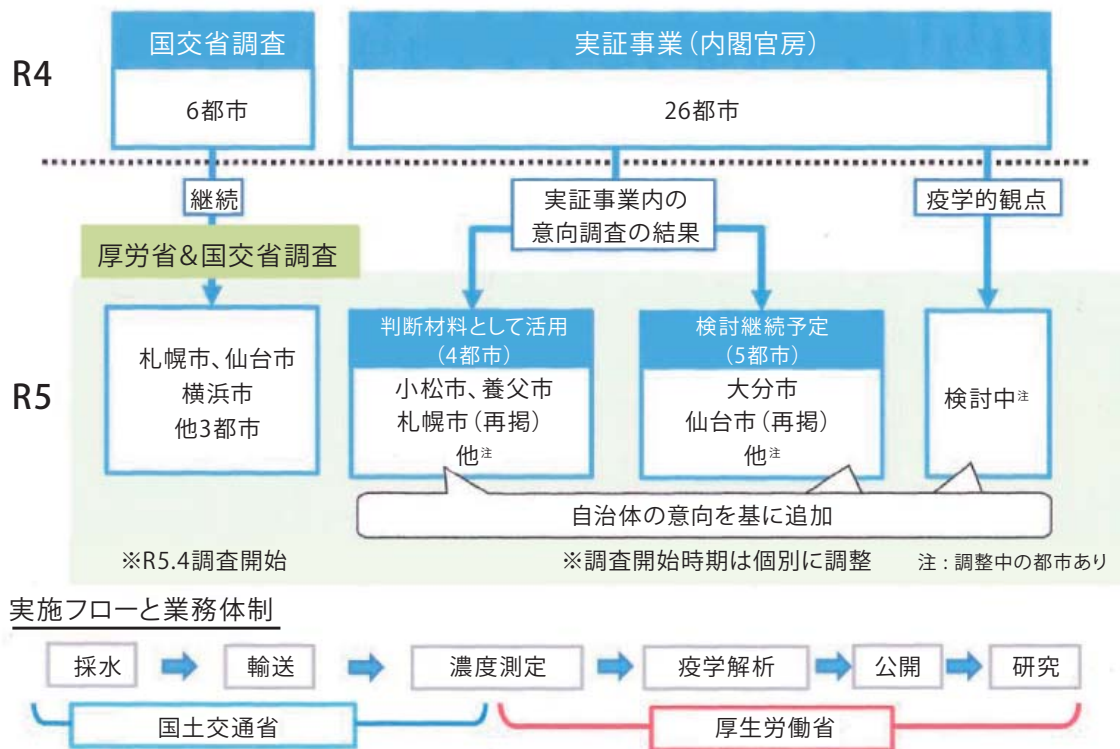 R4
国交省調査
6都市
実証事業(内閣官房)
26都市
継続
実証事業内の
意向調査の結果
疫学的観点
厚労省&国交省調査
R5
札幌市、仙台市
横浜市
他3都市
判断材料として活用
(4都市)
小松市、養父市
札幌市(再掲)
他注
検討継続予定
(5都市)
大分市
仙台市(再掲)
他注
検討中注
自治体の意向を基に追加
※R5.4調査開始
※調査開始時期は個別に調整
注:調整中の都市あり
実施フローと業務体制
採水
輸送
濃度測定
疫学解析
公開
研究
国土交通省
厚生労働省